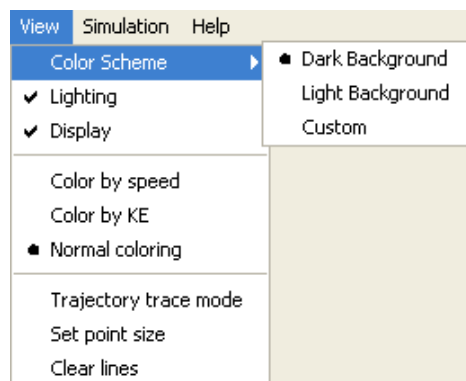 View Simulation Help
Color Scheme
Dark Background
Light Background
Custom
Lighting
Display
Color by speed
Color by KE
Normal coloring
Trajectory trace mode
Set point size
Clear lines